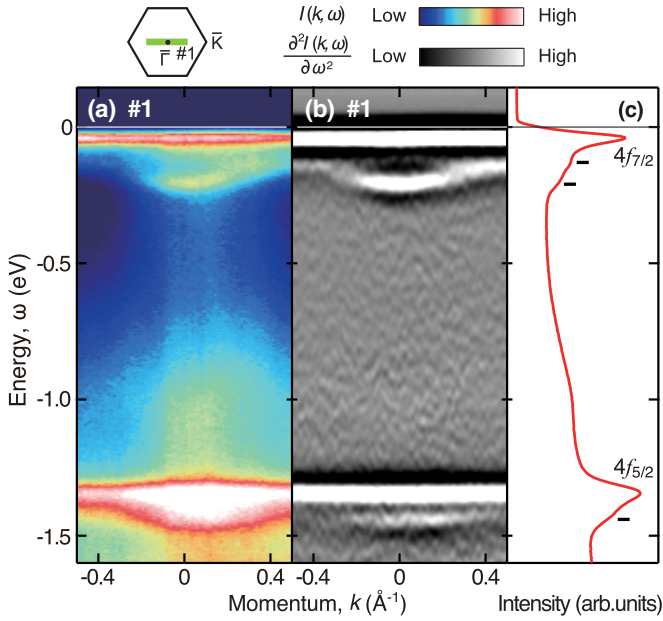 I (k, ω) Low High
K̅
Γ̅ #1
∂²I (k, ω) Low High
∂ω²
(a) #1 (b) #1 (c)
0
4f7/2
-0.5
Energy, ω (eV)
-1.0
4f5/2
-1.5
-0.4 0 0.4 -0.4 0 0.4
Momentum, k (Å⁻¹) Intensity (arb.units)